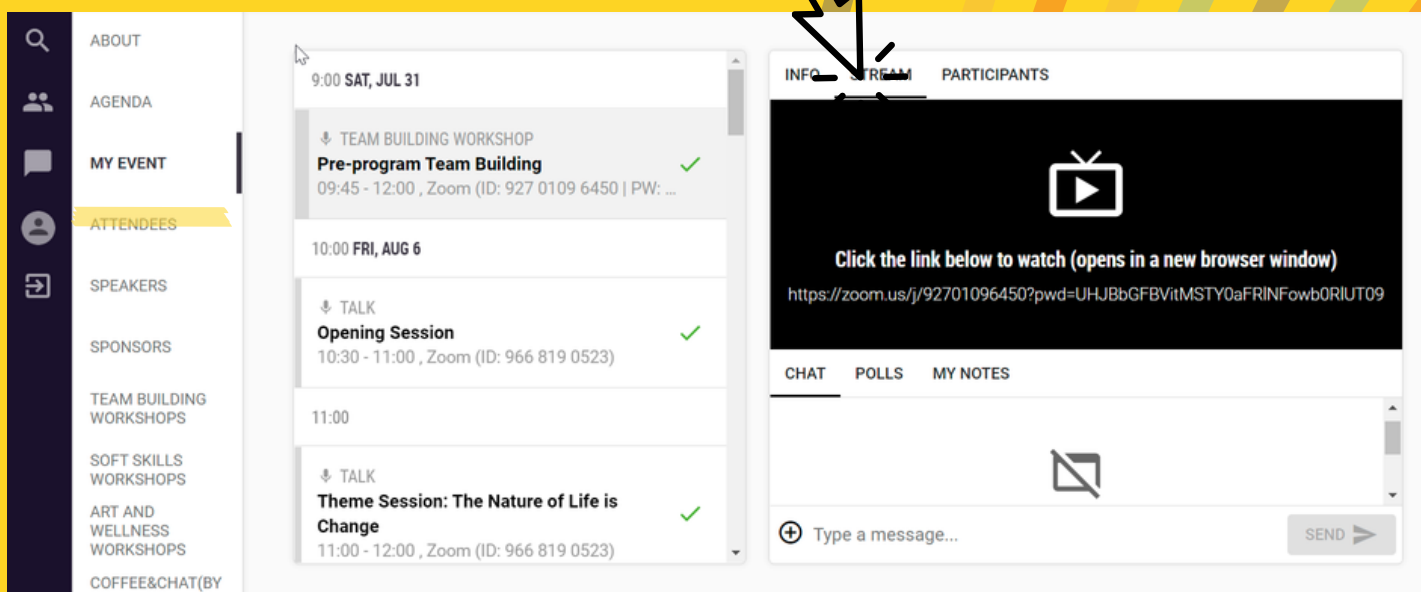 ABOUT
AGENDA
MY EVENT
ATTENDEES
SPEAKERS
SPONSORS
TEAM BUILDING
WORKSHOPS
SOFT SKILLS
WORKSHOPS
ART AND
WELLNESS
WORKSHOPS
COFFEE&CHAT(BY
9:00 SAT, JUL 31
TEAM BUILDING WORKSHOP
Pre-program Team Building
09:45 - 12:00 , Zoom (ID: 927 0109 6450 | PW: ...
10:00 FRI, AUG 6
TALK
Opening Session
10:30 - 11:00 , Zoom (ID: 966 819 0523)
11:00
TALK
Theme Session: The Nature of Life is
Change
11:00 - 12:00 , Zoom (ID: 966 819 0523)
INFO STREAM PARTICIPANTS
Click the link below to watch (opens in a new browser window)
https://zoom.us/j/92701096450?pwd=UHJBbGFBVitMSTY0aFRlNFowb0RlUT09
CHAT POLLS MY NOTES
Type a message...
SEND